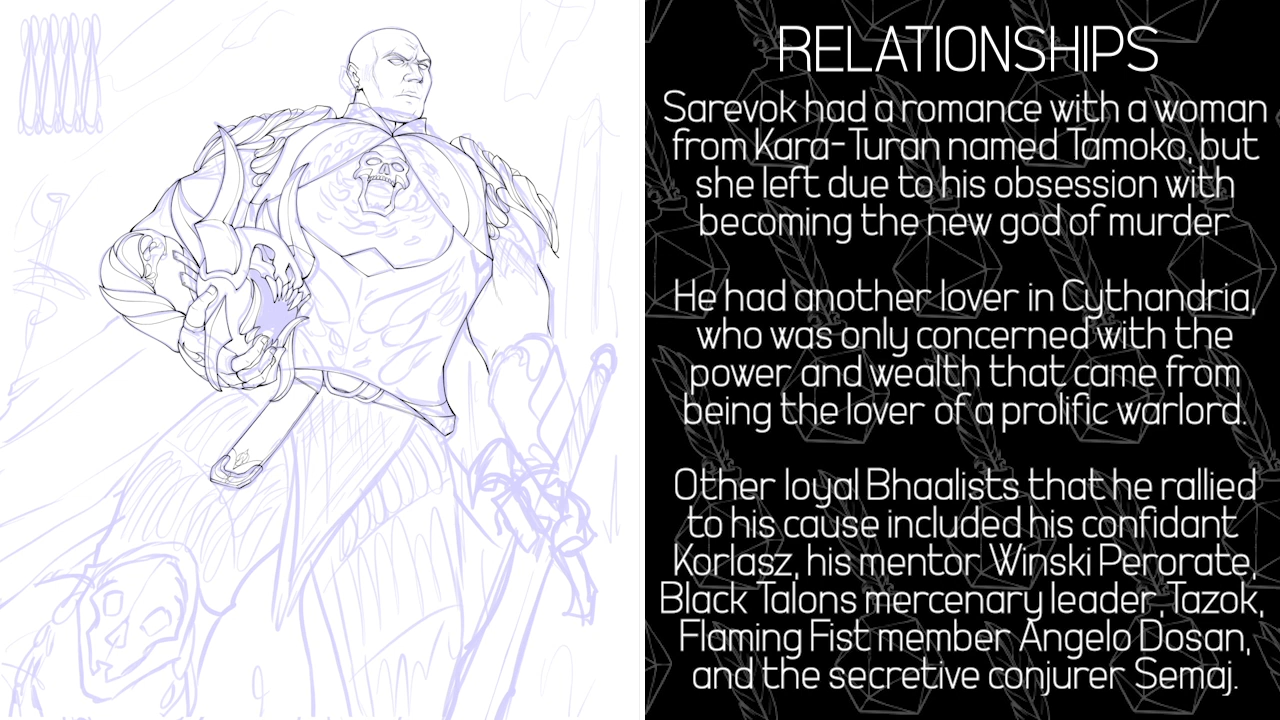 RELATIONSHIPS
Sarevok had a romance with a woman
from Kara-Turan named Tamoko, but
she left due to his obsession with
becoming the new god of murder
He had another lover in Cythandria,
who was only concerned with the
power and wealth that came from
being the lover of a prolific warlord.
Other loyal Bhaalists that he rallied
to his cause included his confidant
Korlasz, his mentor Winski Perorate,
Black Talons mercenary leader, Tazok,
Flaming Fist member Angelo Dosan,
and the secretive conjurer Semaj.